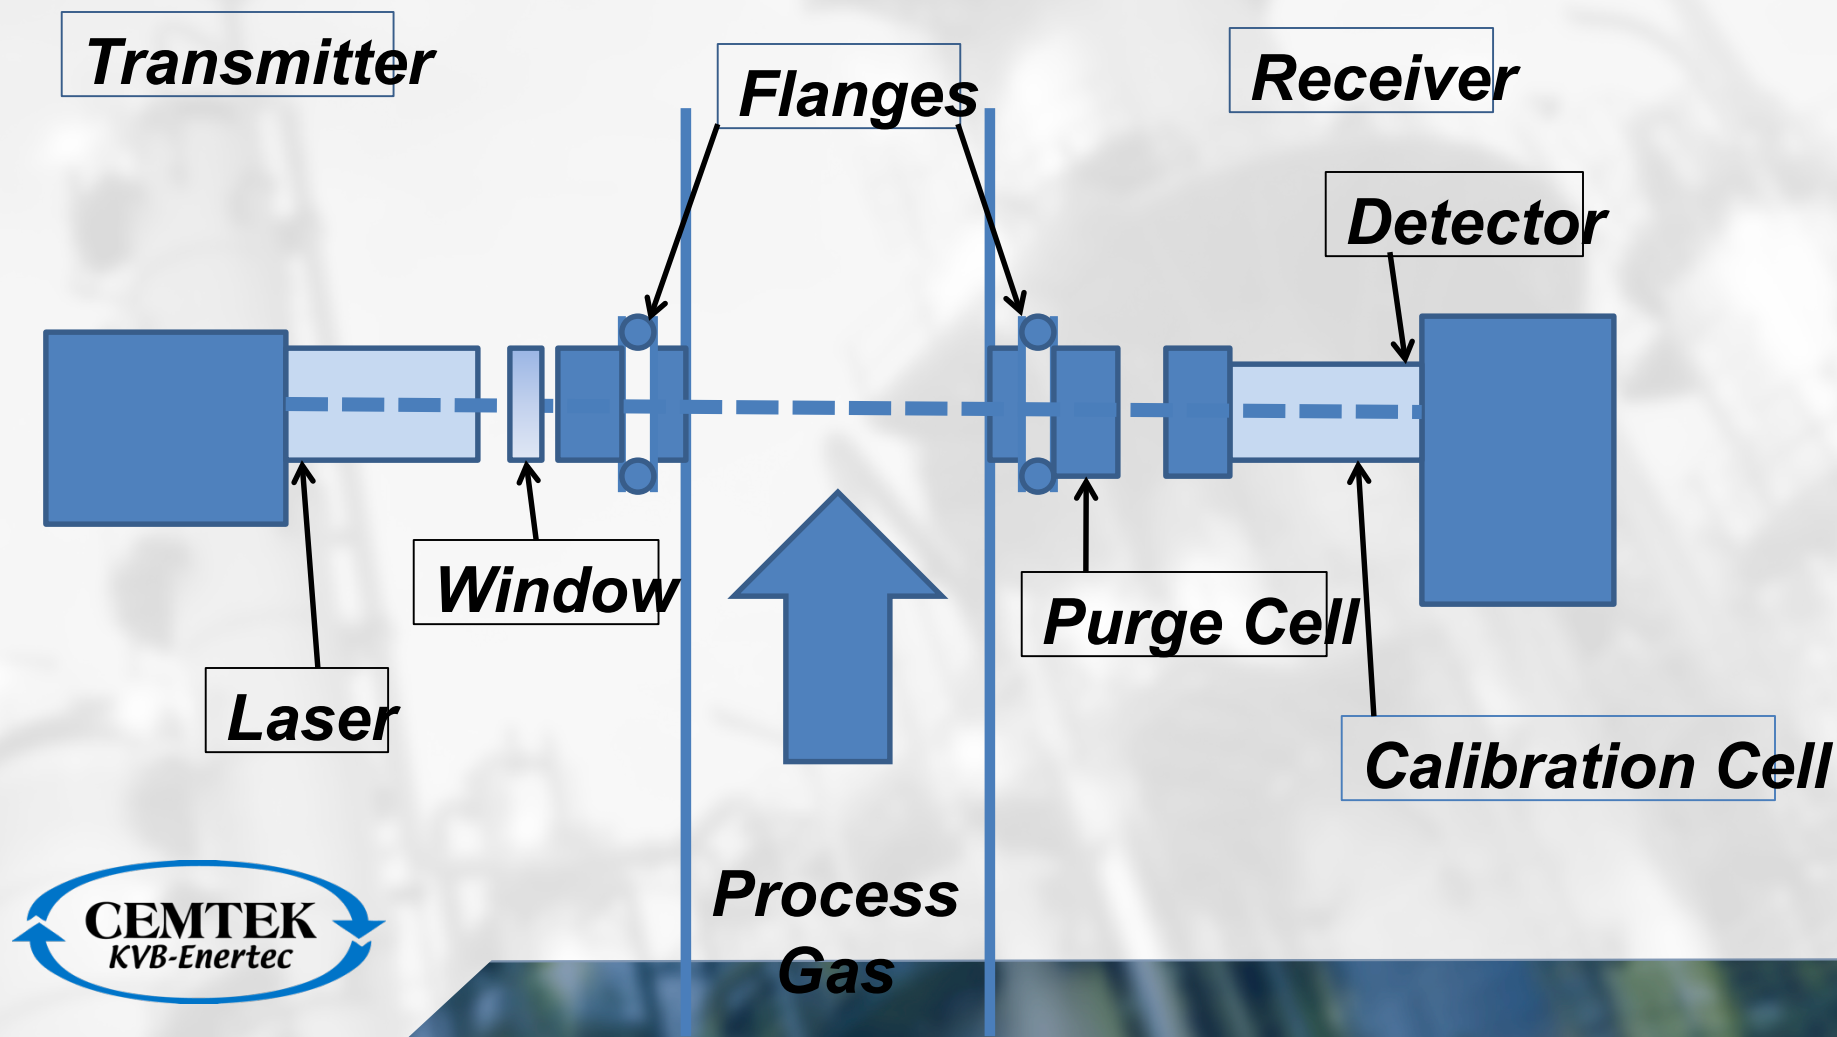 Transmitter
Flanges
Receiver
Detector
Window
Purge Cell
Laser
Calibration Cell
Process
Gas
CEMTEK
KVB-Enertec